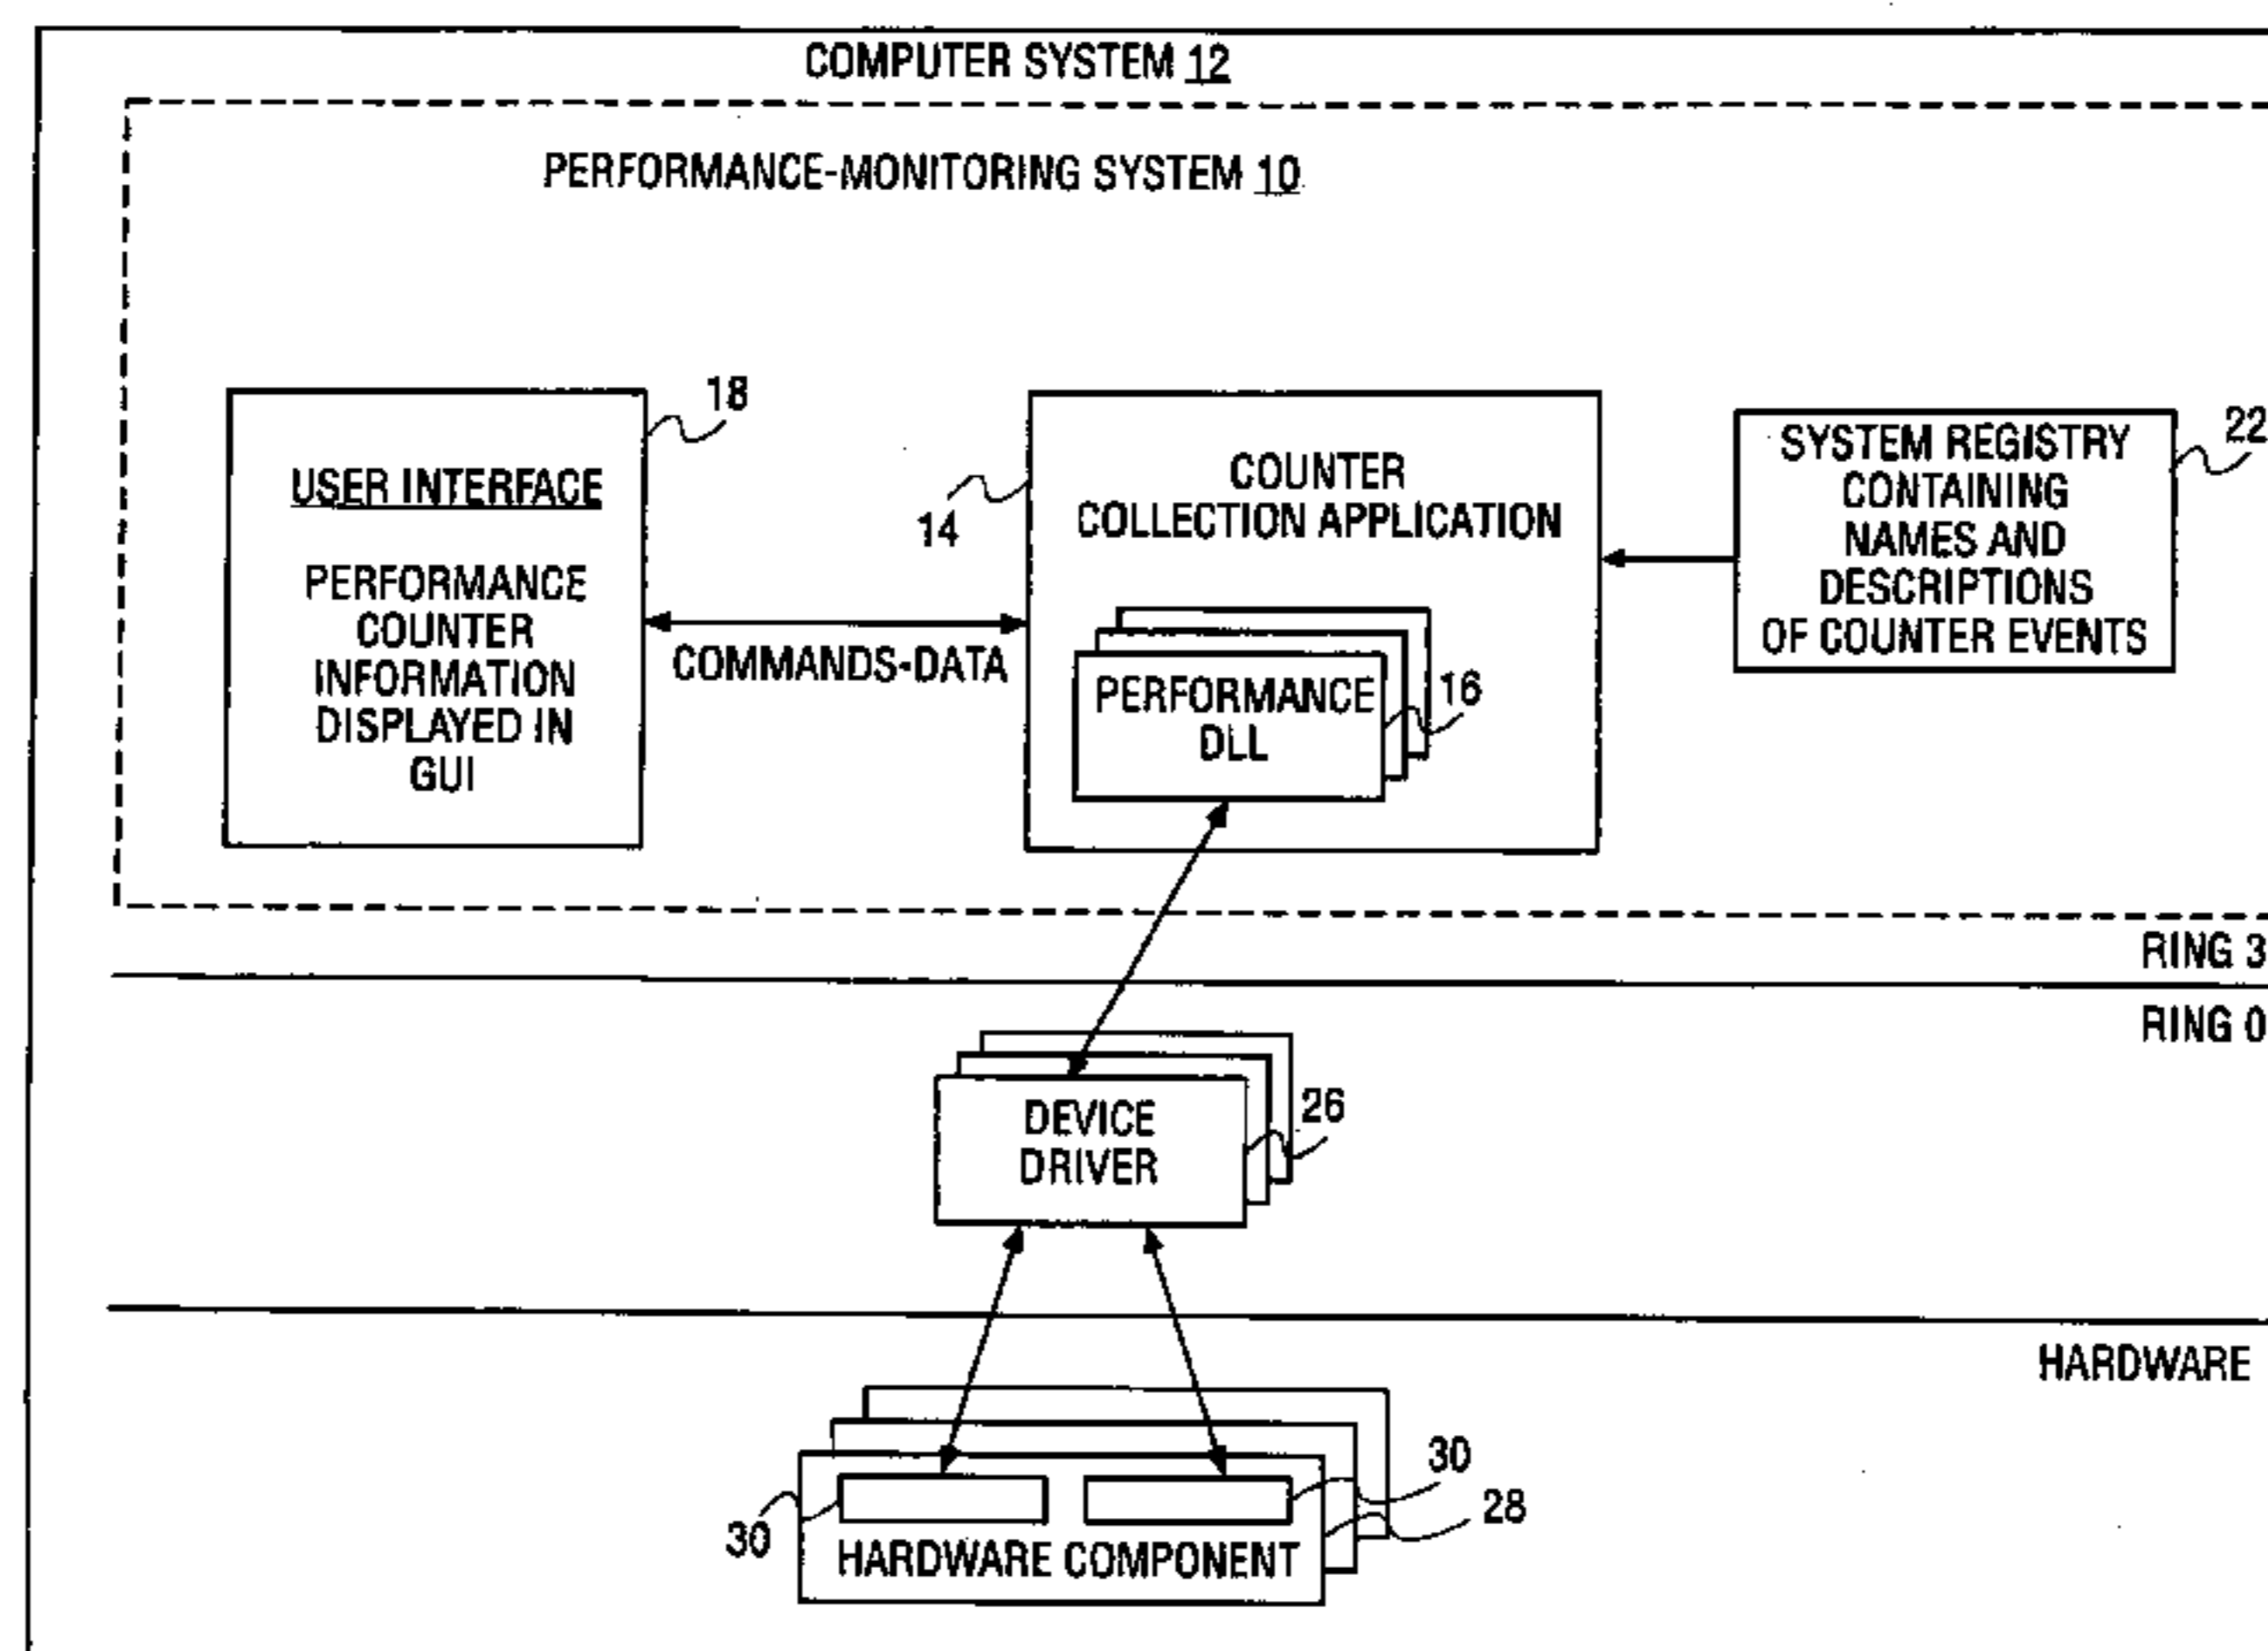 COMPUTER SYSTEM 12
PERFORMANCE-MONITORING SYSTEM 10
18
USER INTERFACE
PERFORMANCE
COUNTER
INFORMATION
DISPLAYED IN
GUI
COMMANDS-DATA
14
COUNTER
COLLECTION APPLICATION
PERFORMANCE
DLL
16
SYSTEM REGISTRY
CONTAINING
NAMES AND
DESCRIPTIONS
OF COUNTER EVENTS
22
RING 3
RING 0
DEVICE
DRIVER
26
HARDWARE
30
30
28
HARDWARE COMPONENT